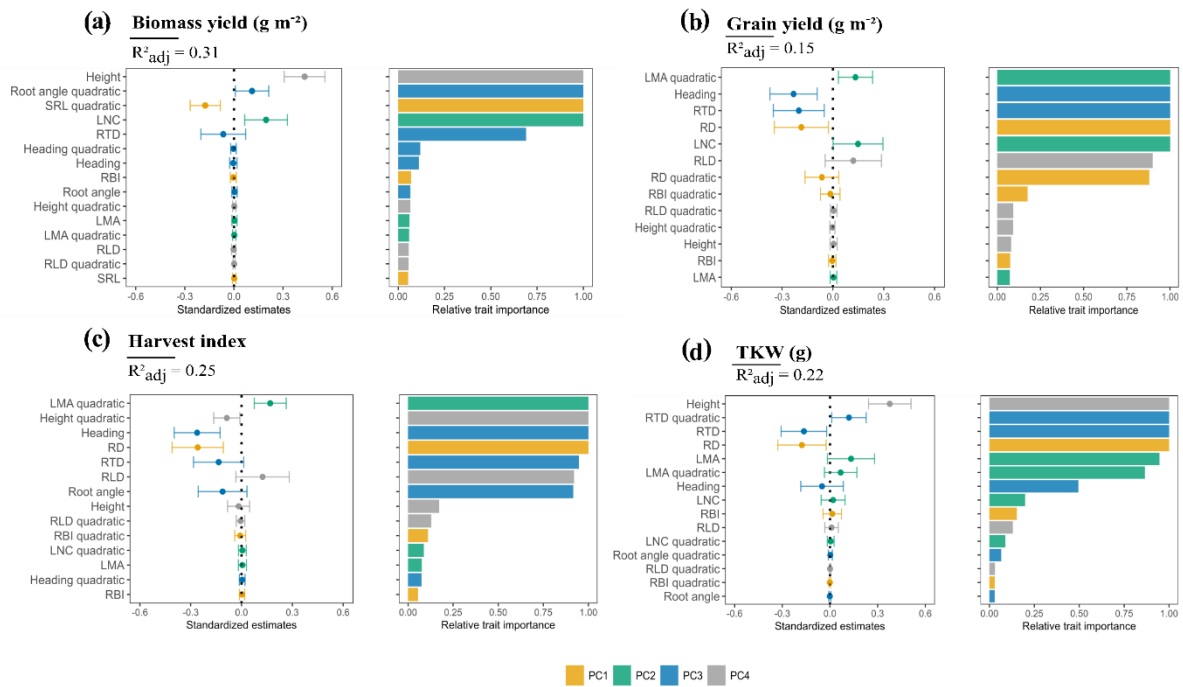 (a) Biomass yield (g m⁻²)
R²adj = 0.31
Height
Root angle quadratic
SRL quadratic
LNC
RTD
Heading quadratic
Heading
RBI
Root angle
Height quadratic
LMA
LMA quadratic
RLD
RLD quadratic
SRL
-0.6 -0.3 0.0 0.3 0.6
Standardized estimates
0.00 0.25 0.50 0.75 1.00
Relative trait importance
(b) Grain yield (g m⁻²)
R²adj = 0.15
LMA quadratic
Heading
RTD
RD
LNC
RLD
RD quadratic
RBI quadratic
RLD quadratic
Height quadratic
Height
RBI
LMA
-0.6 -0.3 0.0 0.3 0.6
Standardized estimates
0.00 0.25 0.50 0.75 1.00
Relative trait importance
(c) Harvest index
R²adj = 0.25
LMA quadratic
Height quadratic
Heading
RD
RTD
RLD
Root angle
Height
RLD quadratic
RBI quadratic
LNC quadratic
LMA
Heading quadratic
RBI
-0.6 -0.3 0.0 0.3 0.6
Standardized estimates
0.00 0.25 0.50 0.75 1.00
Relative trait importance
(d) TKW (g)
R²adj = 0.22
Height
RTD quadratic
RTD
RD
LMA
LMA quadratic
Heading
LNC
RBI
RLD
LNC quadratic
Root angle quadratic
RLD quadratic
RBI quadratic
Root angle
-0.6 -0.3 0.0 0.3 0.6
Standardized estimates
0.00 0.25 0.50 0.75 1.00
Relative trait importance
PC1 PC2 PC3 PC4